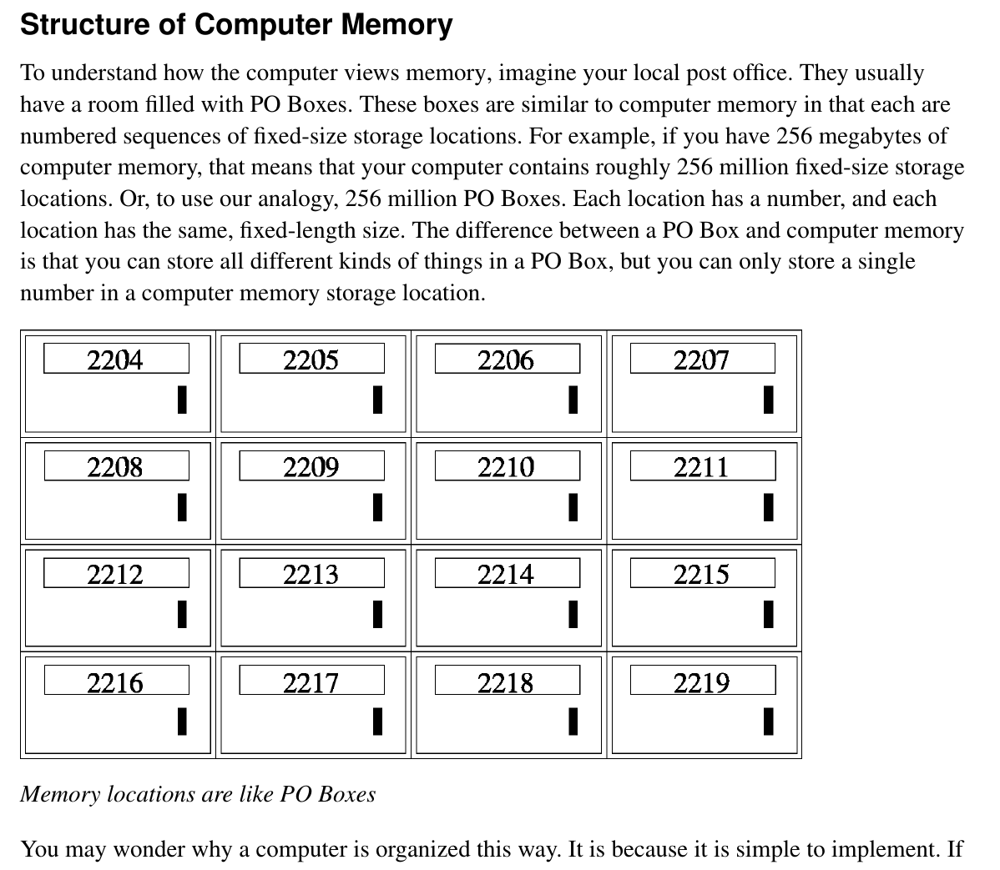 Structure of Computer Memory
To understand how the computer views memory, imagine your local post office. They usually
have a room filled with PO Boxes. These boxes are similar to computer memory in that each are
numbered sequences of fixed-size storage locations. For example, if you have 256 megabytes of
computer memory, that means that your computer contains roughly 256 million fixed-size storage
locations. Or, to use our analogy, 256 million PO Boxes. Each location has a number, and each
location has the same, fixed-length size. The difference between a PO Box and computer memory
is that you can store all different kinds of things in a PO Box, but you can only store a single
number in a computer memory storage location.
2204 2205 2206 2207
2208 2209 2210 2211
2212 2213 2214 2215
2216 2217 2218 2219
Memory locations are like PO Boxes
You may wonder why a computer is organized this way. It is because it is simple to implement. If